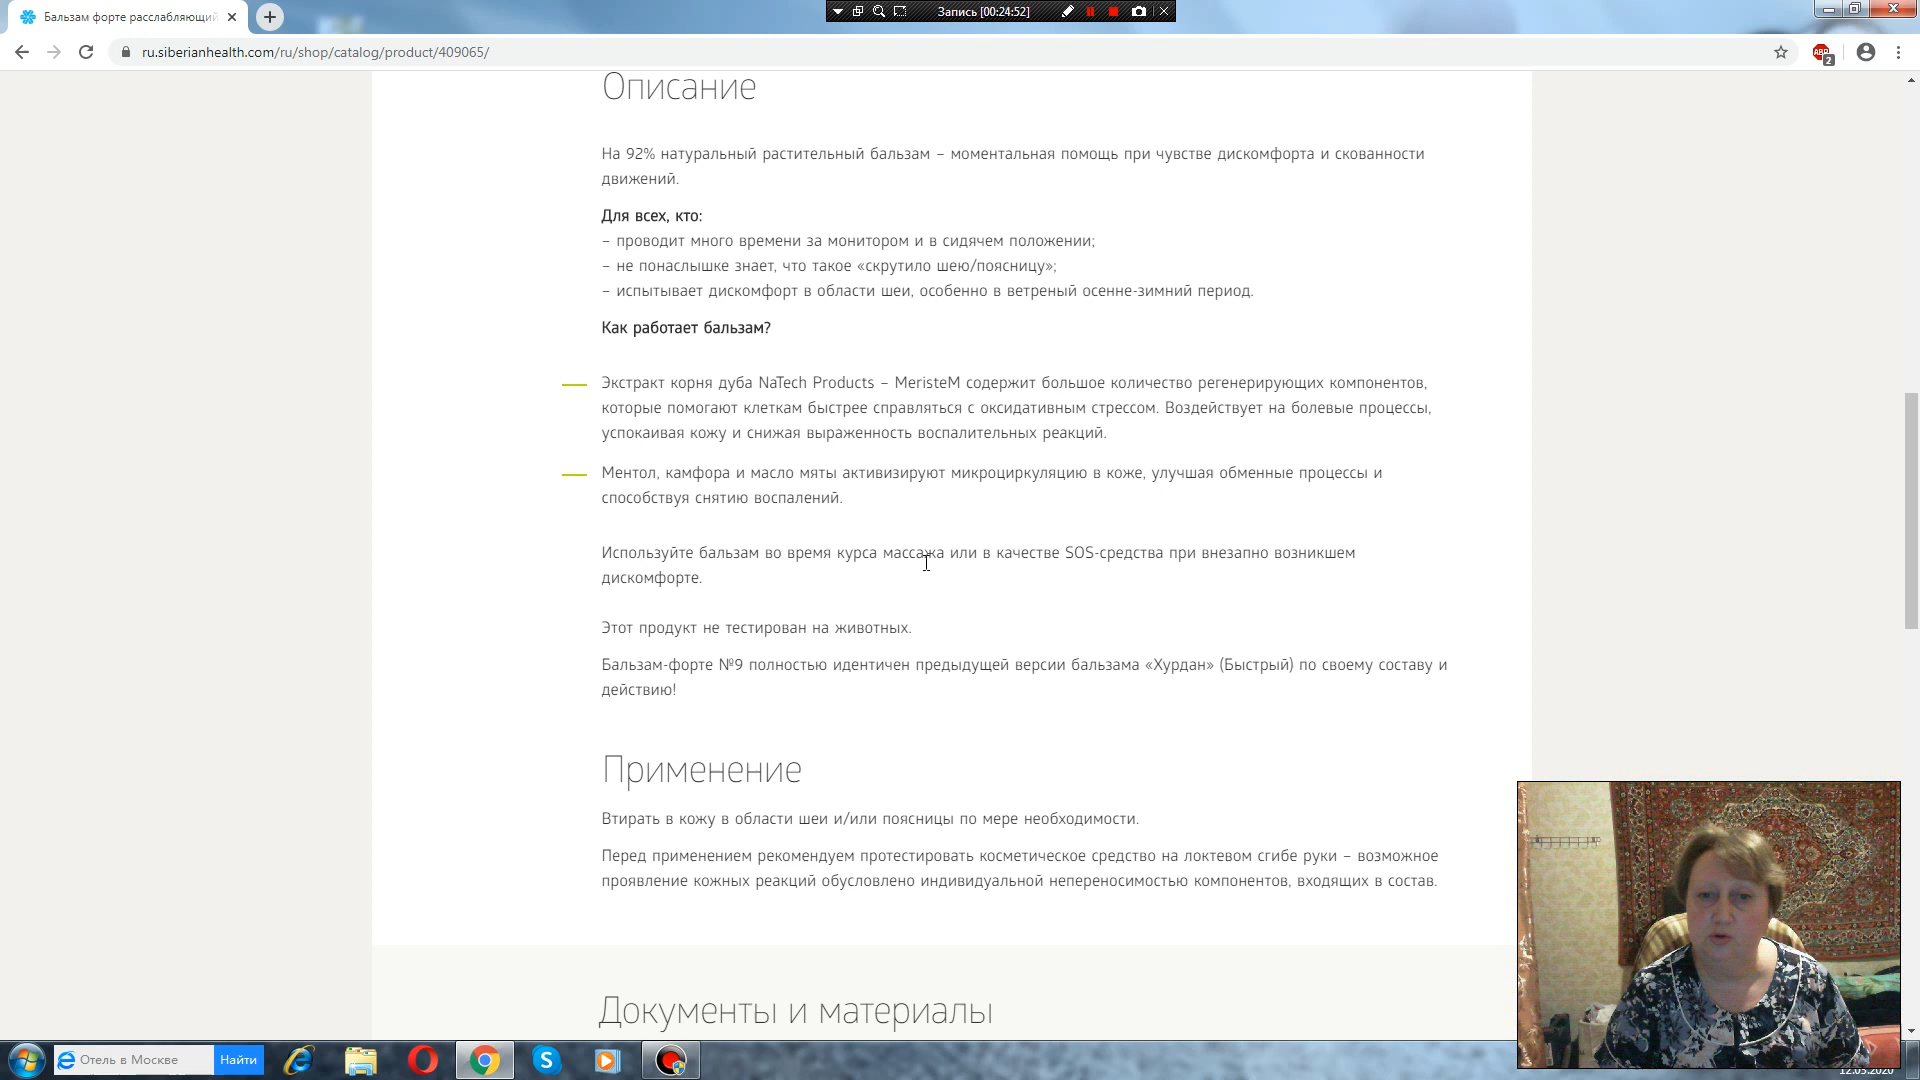 Бальзам форте расслабляющий
Запись [00:24:52]
ru.siberianhealth.com/ru/shop/catalog/product/409065/
ABP
2
Описание
На 92% натуральный растительный бальзам – моментальная помощь при чувстве дискомфорта и скованности
движений.
Для всех, кто:
– проводит много времени за монитором и в сидячем положении;
– не понаслышке знает, что такое «скрутило шею/поясницу»;
– испытывает дискомфорт в области шеи, особенно в ветреный осенне-зимний период.
Как работает бальзам?
Экстракт корня дуба NaTech Products – MeristeM содержит большое количество регенерирующих компонентов,
которые помогают клеткам быстрее справляться с оксидативным стрессом. Воздействует на болевые процессы,
успокаивая кожу и снижая выраженность воспалительных реакций.
Ментол, камфора и масло мяты активизируют микроциркуляцию в коже, улучшая обменные процессы и
способствуя снятию воспалений.
Используйте бальзам во время курса массажа или в качестве SOS-средства при внезапно возникшем
дискомфорте.
Этот продукт не тестирован на животных.
Бальзам-форте №9 полностью идентичен предыдущей версии бальзама «Хурдан» (Быстрый) по своему составу и
действию!
Применение
Втирать в кожу в области шеи и/или поясницы по мере необходимости.
Перед применением рекомендуем протестировать косметическое средство на локтевом сгибе руки – возможное
проявление кожных реакций обусловлено индивидуальной непереносимостью компонентов, входящих в состав.
Документы и материалы
Отель в Москве
Найти
12.03.2020